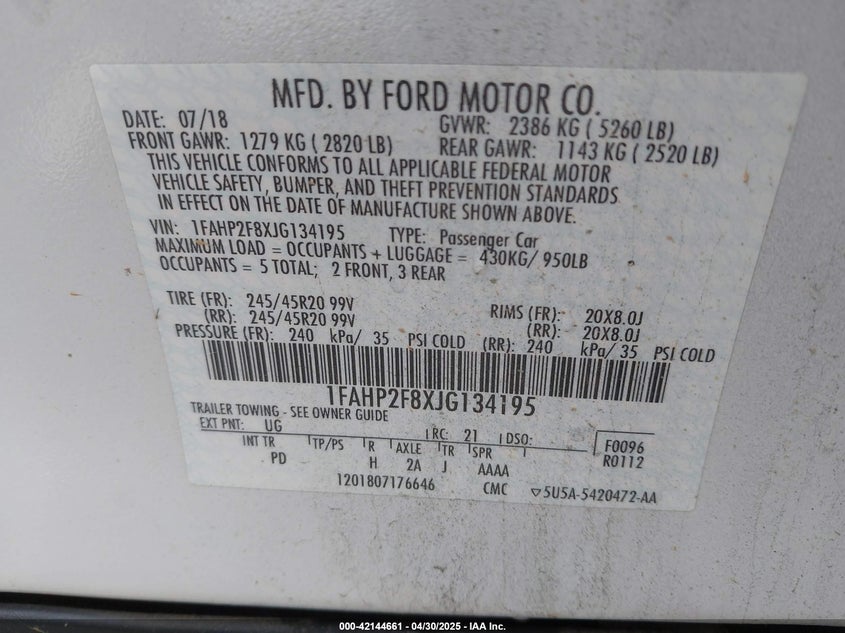 MFD. BY FORD MOTOR CO.
DATE: 07/18 GVWR: 2386 KG ( 5260 LB)
FRONT GAWR: 1279 KG ( 2820 LB) REAR GAWR: 1143 KG ( 2520 LB)
THIS VEHICLE CONFORMS TO ALL APPLICABLE FEDERAL MOTOR
VEHICLE SAFETY, BUMPER, AND THEFT PREVENTION STANDARDS
IN EFFECT ON THE DATE OF MANUFACTURE SHOWN ABOVE.
VIN: 1FAHP2F8XJG134195 TYPE: Passenger Car
MAXIMUM LOAD = OCCUPANTS + LUGGAGE = 430KG/ 950LB
OCCUPANTS = 5 TOTAL; 2 FRONT, 3 REAR
TIRE (FR): 245/45R20 99V RIMS (FR): 20X8.0J
(RR): 245/45R20 99V (RR): 20X8.0J
PRESSURE (FR): 240 kPa/ 35 PSI COLD (RR): 240 kPa/ 35 PSI COLD
1FAHP2F8XJG134195
TRAILER TOWING - SEE OWNER GUIDE
EXT PNT: UG RC: 21 DSO: F0096
INT TR TP/PS R AXLE TR SPR R0112
PD H 2A J AAAA
1201807176646 CMC ▽5U5A-5420472-AA
000-42144661 - 04/30/2025 - IAA Inc.